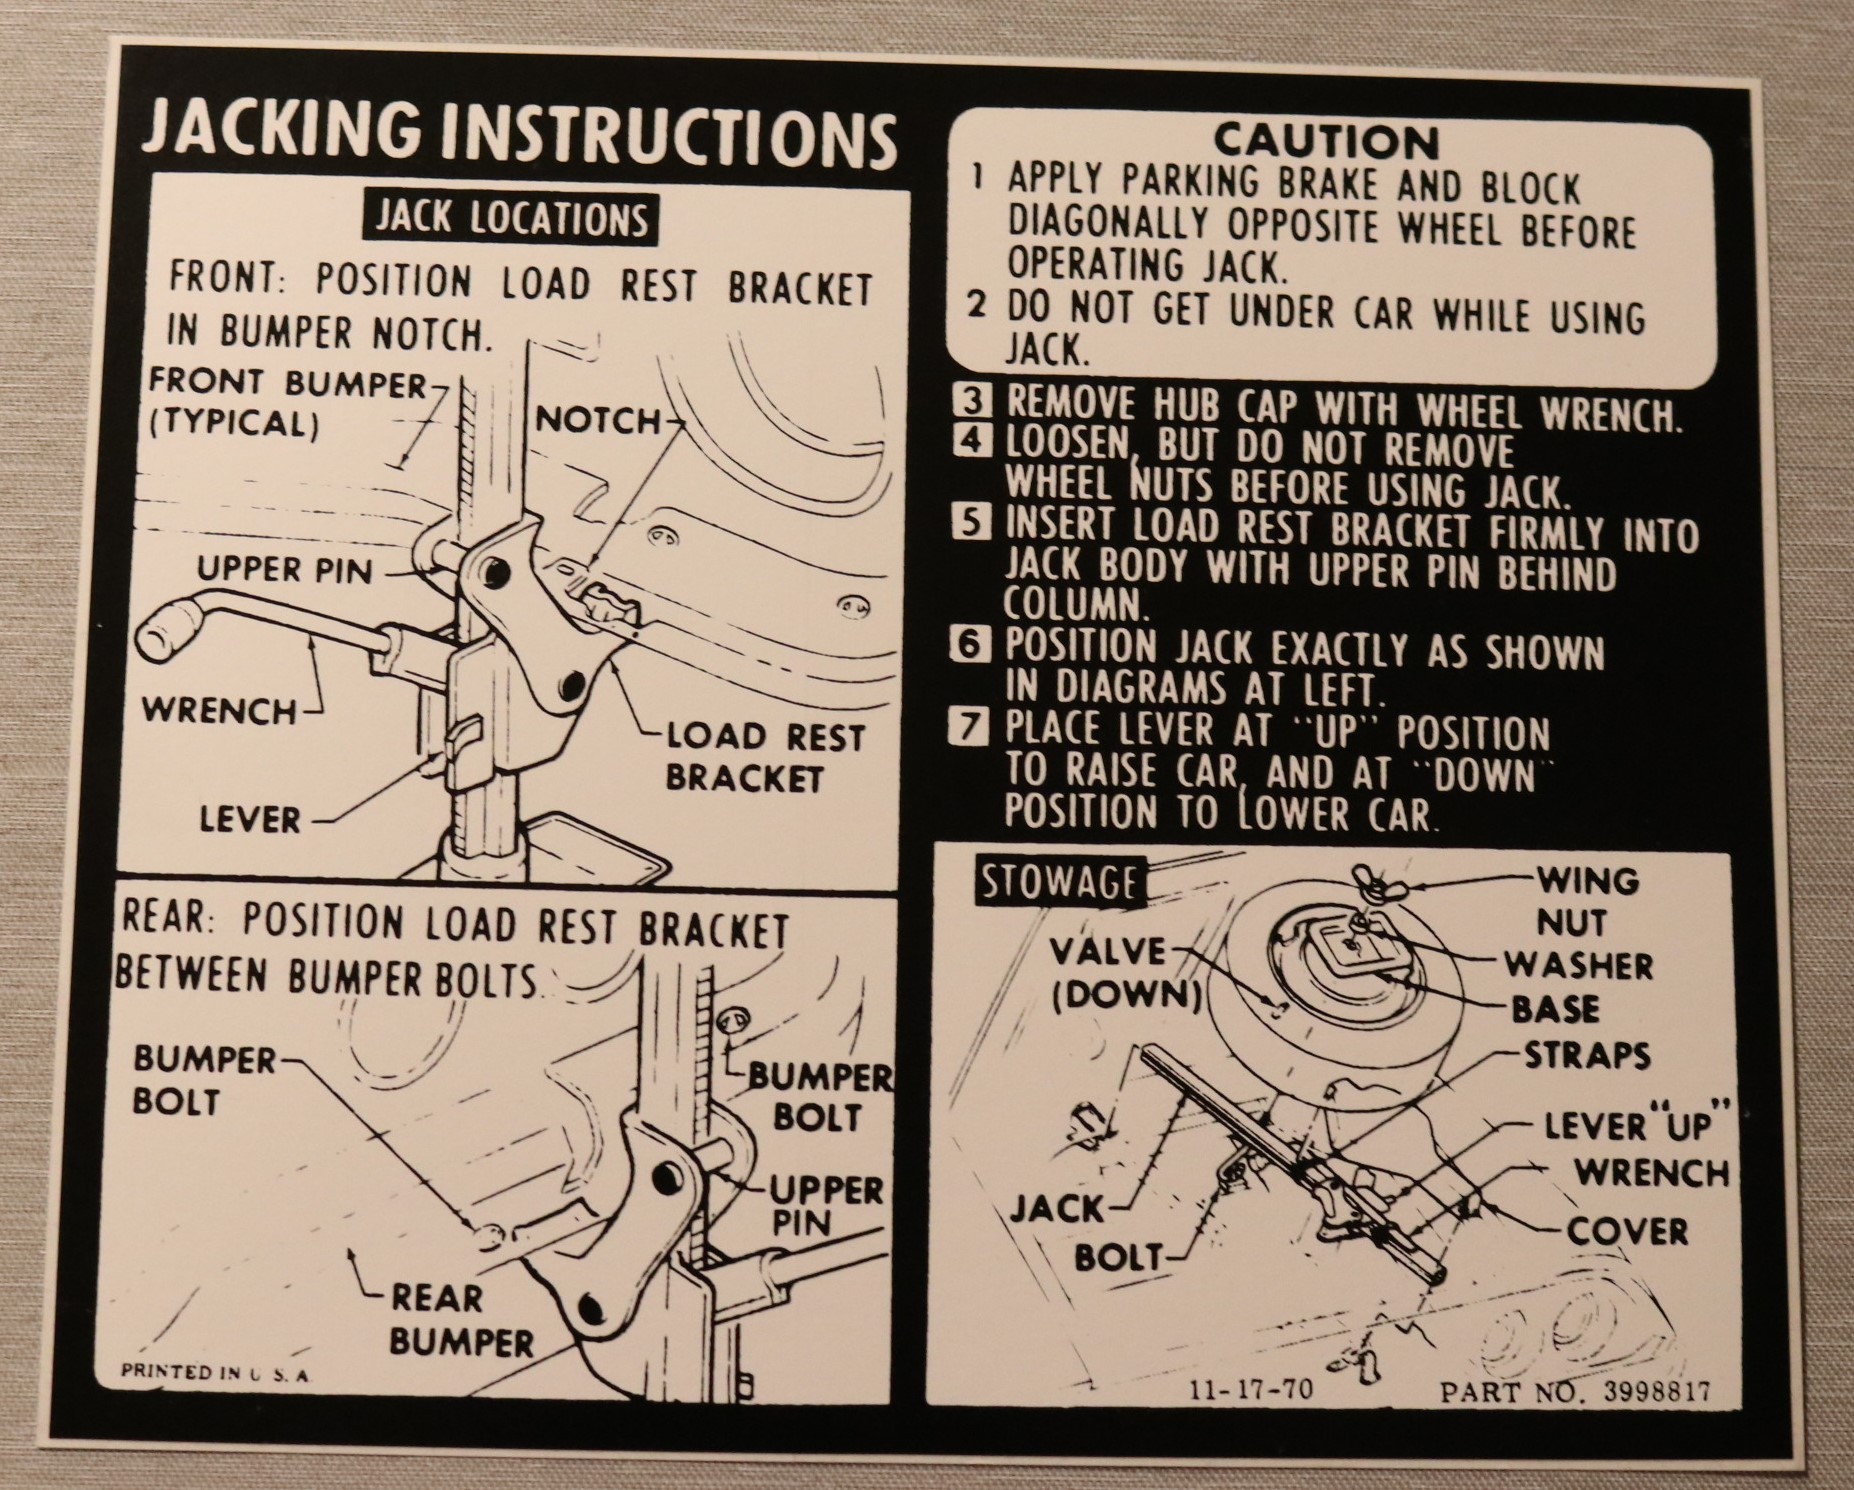 JACKING INSTRUCTIONS
JACK LOCATIONS
FRONT: POSITION LOAD REST BRACKET
IN BUMPER NOTCH.
FRONT BUMPER
(TYPICAL)
NOTCH
UPPER PIN
WRENCH
LOAD REST
BRACKET
LEVER
REAR: POSITION LOAD REST BRACKET
BETWEEN BUMPER BOLTS.
BUMPER
BOLT
BUMPER
BOLT
UPPER
PIN
REAR
BUMPER
PRINTED IN U. S. A.
CAUTION
1 APPLY PARKING BRAKE AND BLOCK
DIAGONALLY OPPOSITE WHEEL BEFORE
OPERATING JACK.
2 DO NOT GET UNDER CAR WHILE USING
JACK.
3 REMOVE HUB CAP WITH WHEEL WRENCH.
4 LOOSEN, BUT DO NOT REMOVE
WHEEL NUTS BEFORE USING JACK.
5 INSERT LOAD REST BRACKET FIRMLY INTO
JACK BODY WITH UPPER PIN BEHIND
COLUMN.
6 POSITION JACK EXACTLY AS SHOWN
IN DIAGRAMS AT LEFT.
7 PLACE LEVER AT "UP" POSITION
TO RAISE CAR, AND AT "DOWN"
POSITION TO LOWER CAR.
STOWAGE
WING
NUT
VALVE
(DOWN)
WASHER
BASE
STRAPS
LEVER "UP"
WRENCH
JACK
COVER
BOLT
11-17-70
PART NO. 3998817